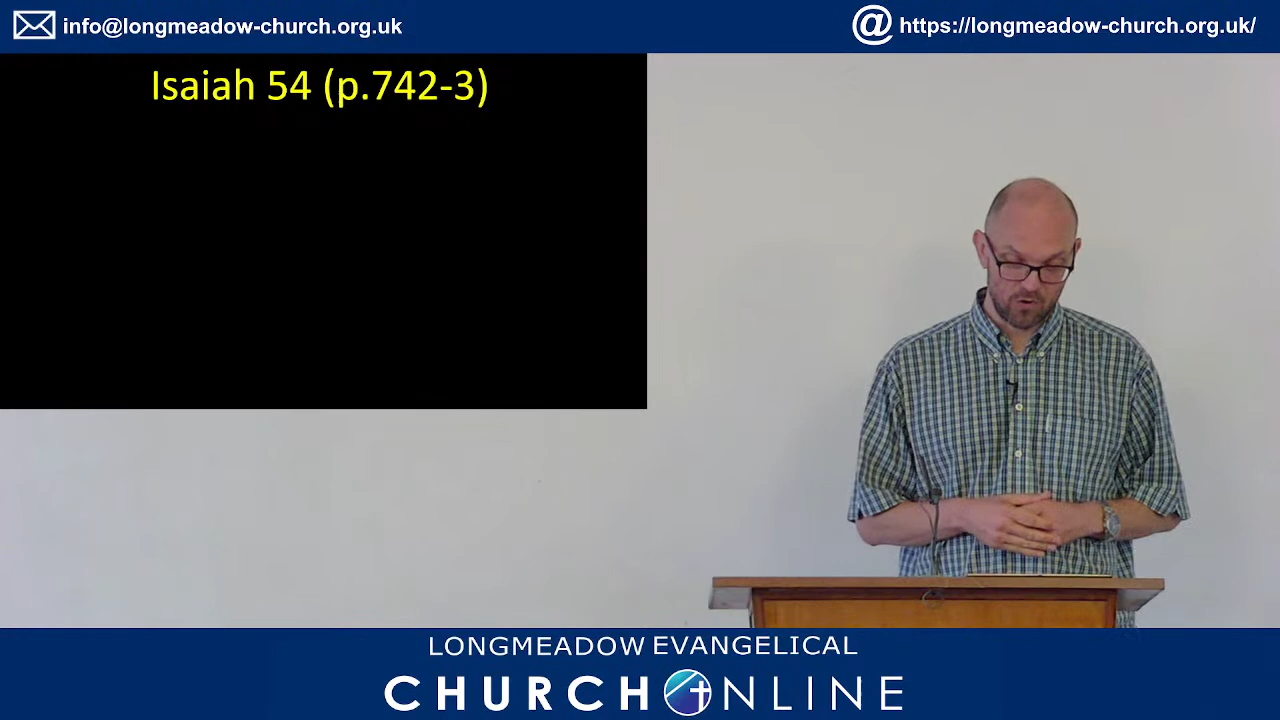 info@longmeadow-church.org.uk
https://longmeadow-church.org.uk/
Isaiah 54 (p.742-3)
LONGMEADOW EVANGELICAL
CHURCH ONLINE